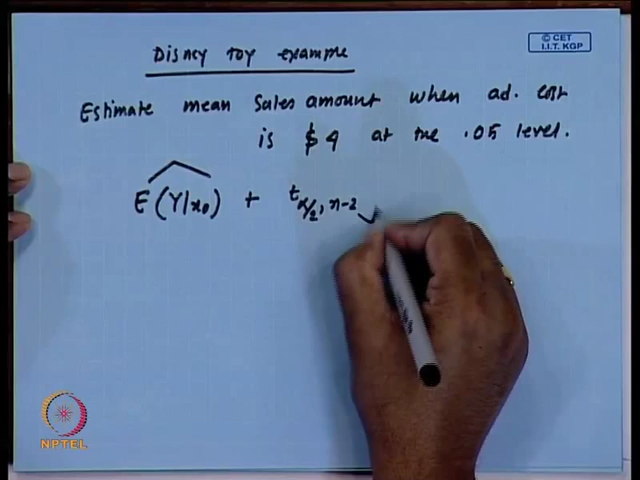 © CET
I.I.T. KGP
Disney Toy example
Estimate mean Sales amount when ad. cost
is $ 4 at the .05 level.
E (Y|x₀) + t α/2, n-2 √
NPTEL